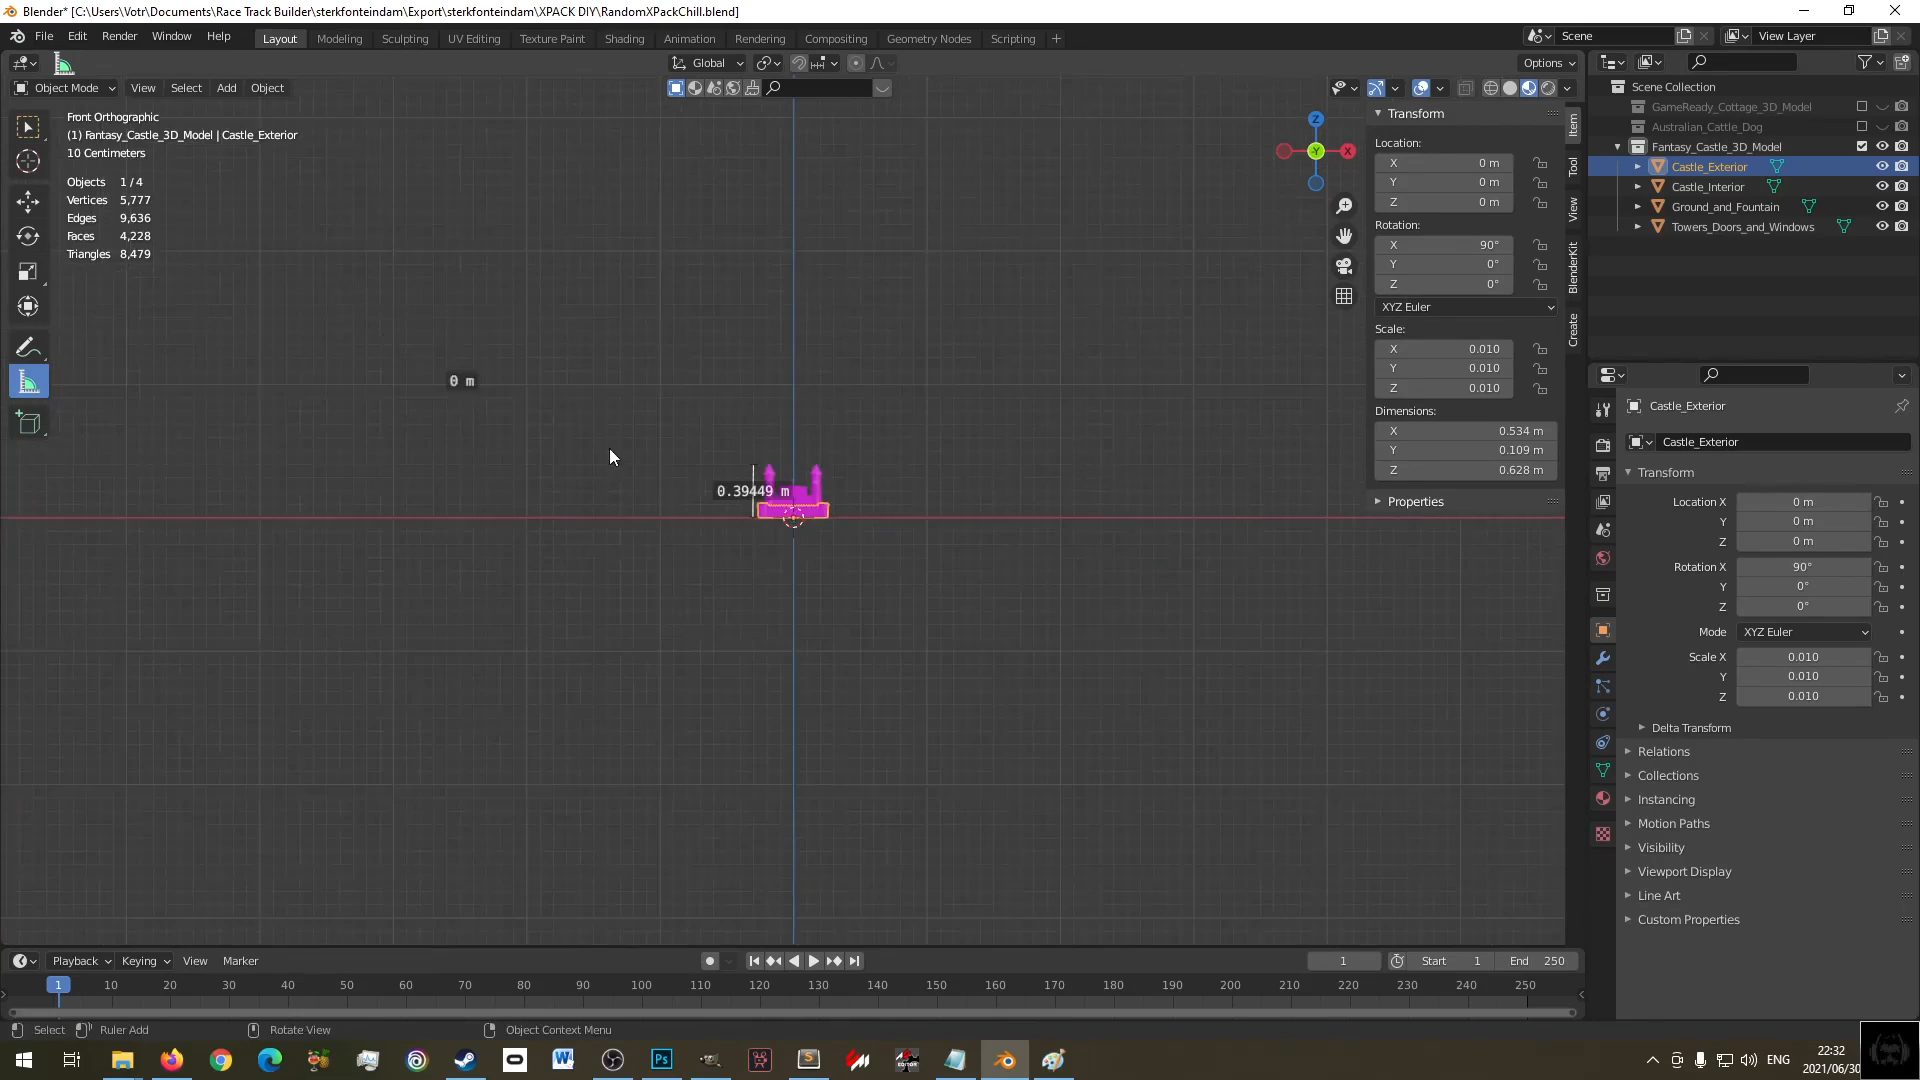 Blender* [C:\Users\Votr\Documents\Race Track Builder\sterkfonteindam\Export\sterkfonteindam\XPACK DIY\RandomXPackChill.blend]
File Edit Render Window Help Layout Modeling Sculpting UV Editing Texture Paint Shading Animation Rendering Compositing Geometry Nodes Scripting + Scene View Layer
Global Options
Object Mode View Select Add Object
Front Orthographic
(1) Fantasy_Castle_3D_Model | Castle_Exterior
10 Centimeters
Objects 1 / 4
Vertices 5,777
Edges 9,636
Faces 4,228
Triangles 8,479
0 m
0.39449 m
Z
-Y
X
Transform
Location:
X 0 m
Y 0 m
Z 0 m
Rotation:
X 90°
Y 0°
Z 0°
XYZ Euler
Scale:
X 0.010
Y 0.010
Z 0.010
Dimensions:
X 0.534 m
Y 0.109 m
Z 0.628 m
Properties
Item
Tool
View
BlenderKit
Create
Scene Collection
GameReady_Cottage_3D_Model
Australian_Cattle_Dog
Fantasy_Castle_3D_Model
Castle_Exterior
Castle_Interior
Ground_and_Fountain
Towers_Doors_and_Windows
Castle_Exterior
Castle_Exterior
Transform
Location X 0 m
Y 0 m
Z 0 m
Rotation X 90°
Y 0°
Z 0°
Mode XYZ Euler
Scale X 0.010
Y 0.010
Z 0.010
Delta Transform
Relations
Collections
Instancing
Motion Paths
Visibility
Viewport Display
Line Art
Custom Properties
Playback Keying View Marker 1 Start 1 End 250
1 10 20 30 40 50 60 70 80 90 100 110 120 130 140 150 160 170 180 190 200 210 220 230 240 250
Select Ruler Add Rotate View Object Context Menu
Ps
ENG
22:32
2021/06/30